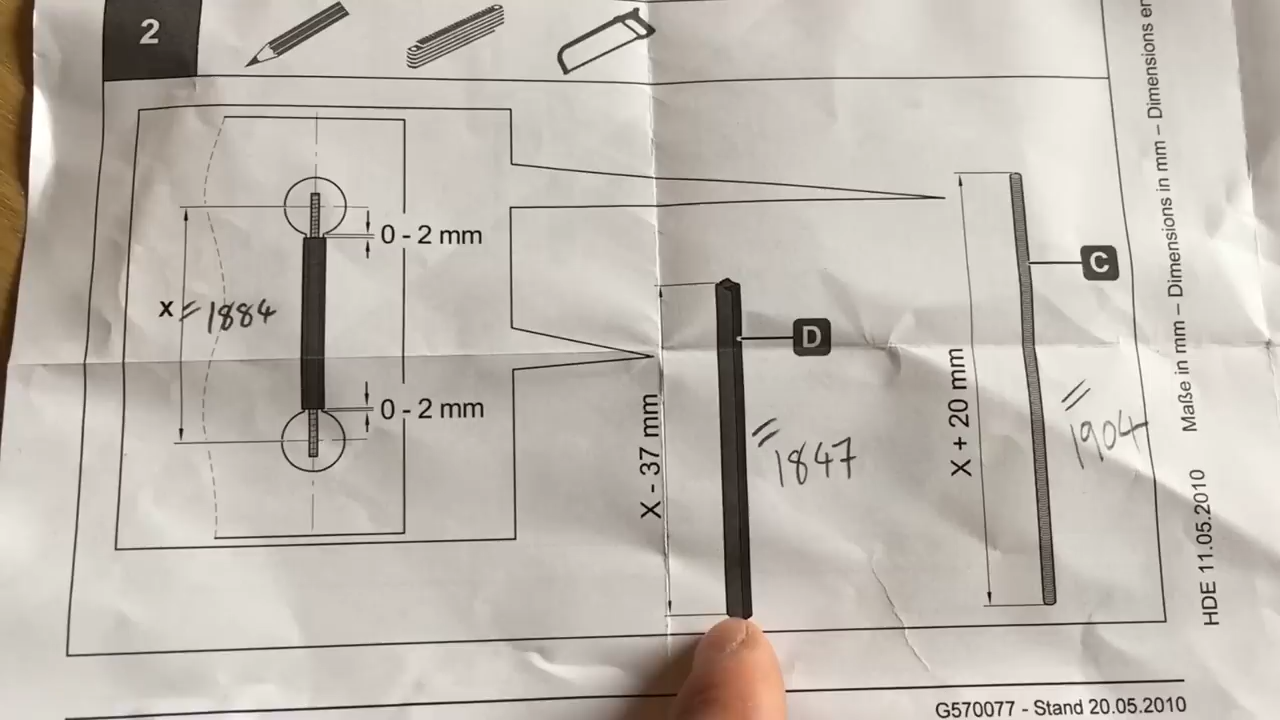 2
0 - 2 mm
x = 1884
0 - 2 mm
X - 37 mm
D
= 1847
X + 20 mm
C
= 1904
Maße in mm – Dimensions in mm – Dimensions en
HDE 11.05.2010
G570077 - Stand 20.05.2010